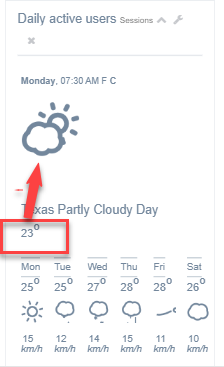 Daily active users Sessions
Monday, 07:30 AM F C
Texas Partly Cloudy Day
23°
Mon Tue Wed Thu Fri Sat
25° 25° 27° 28° 28° 26°
15 12 14 15 11 10
km/h km/h km/h km/h km/h km/h